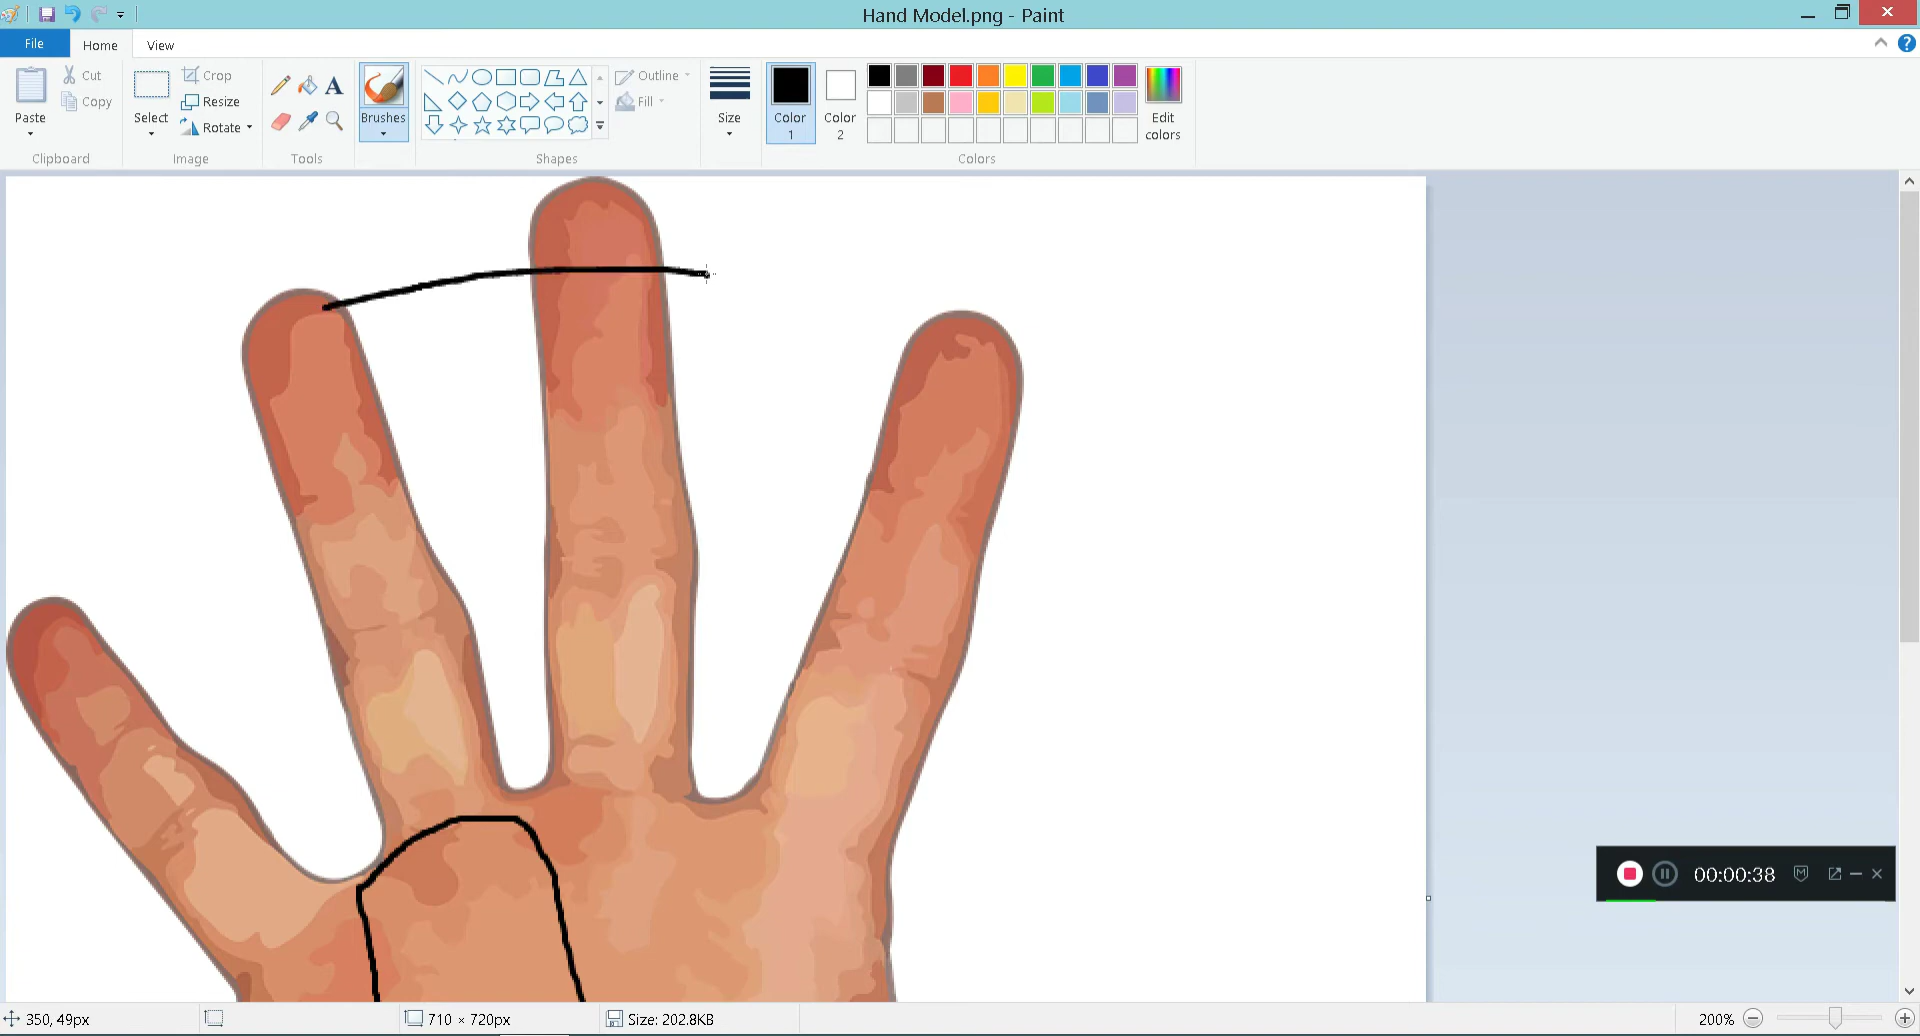 Hand Model.png - Paint
File Home View
Paste
Cut
Copy
Clipboard
Select
Crop
Resize
Rotate
Image
A
Tools
Brushes
Outline
Fill
Shapes
Size
Color 1
Color 2
Edit colors
Colors
00:00:38
350, 49px
710 × 720px
Size: 202.8KB
200%